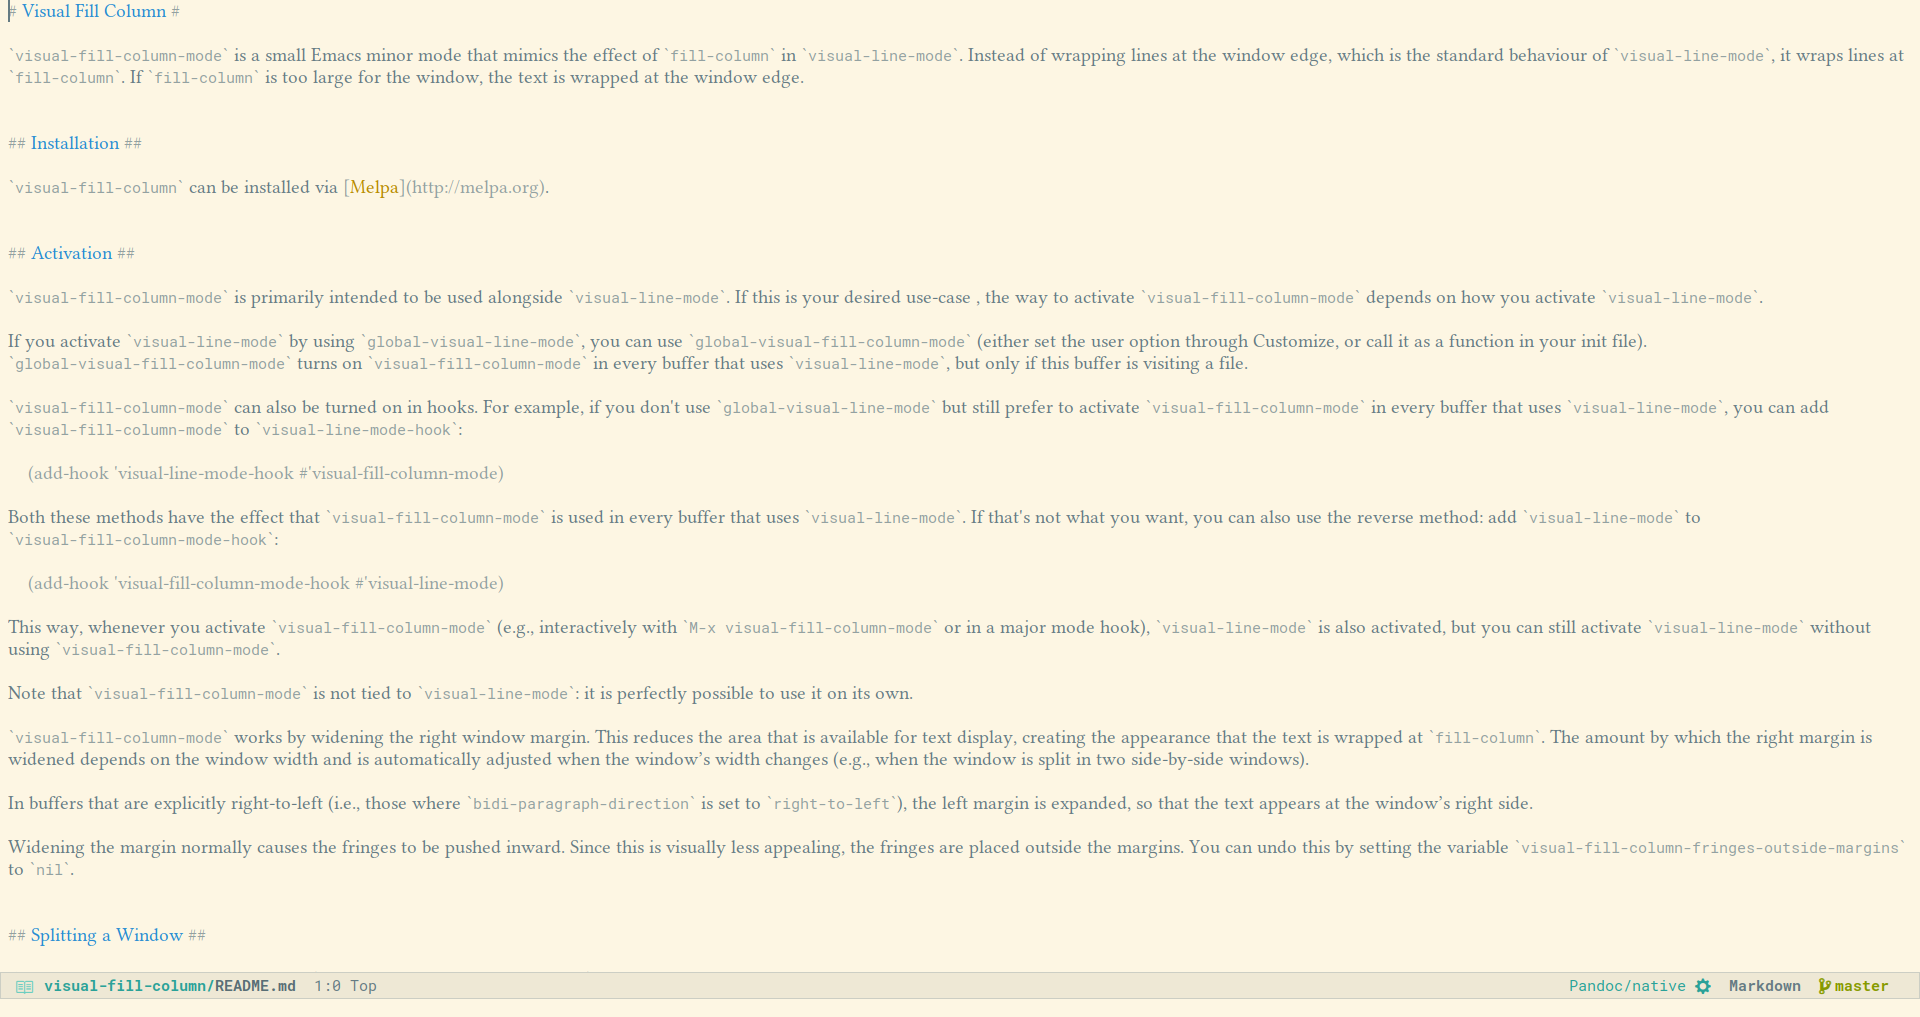 # Visual Fill Column #
`visual-fill-column-mode` is a small Emacs minor mode that mimics the effect of `fill-column` in `visual-line-mode`. Instead of wrapping lines at the window edge, which is the standard behaviour of `visual-line-mode`, it wraps lines at
`fill-column`. If `fill-column` is too large for the window, the text is wrapped at the window edge.
## Installation ##
`visual-fill-column` can be installed via [Melpa](http://melpa.org).
## Activation ##
`visual-fill-column-mode` is primarily intended to be used alongside `visual-line-mode`. If this is your desired use-case , the way to activate `visual-fill-column-mode` depends on how you activate `visual-line-mode`.
If you activate `visual-line-mode` by using `global-visual-line-mode`, you can use `global-visual-fill-column-mode` (either set the user option through Customize, or call it as a function in your init file).
`global-visual-fill-column-mode` turns on `visual-fill-column-mode` in every buffer that uses `visual-line-mode`, but only if this buffer is visiting a file.
`visual-fill-column-mode` can also be turned on in hooks. For example, if you don't use `global-visual-line-mode` but still prefer to activate `visual-fill-column-mode` in every buffer that uses `visual-line-mode`, you can add
`visual-fill-column-mode` to `visual-line-mode-hook`:
(add-hook 'visual-line-mode-hook #'visual-fill-column-mode)
Both these methods have the effect that `visual-fill-column-mode` is used in every buffer that uses `visual-line-mode`. If that's not what you want, you can also use the reverse method: add `visual-line-mode` to
`visual-fill-column-mode-hook`:
(add-hook 'visual-fill-column-mode-hook #'visual-line-mode)
This way, whenever you activate `visual-fill-column-mode` (e.g., interactively with `M-x visual-fill-column-mode` or in a major mode hook), `visual-line-mode` is also activated, but you can still activate `visual-line-mode` without
using `visual-fill-column-mode`.
Note that `visual-fill-column-mode` is not tied to `visual-line-mode`: it is perfectly possible to use it on its own.
`visual-fill-column-mode` works by widening the right window margin. This reduces the area that is available for text display, creating the appearance that the text is wrapped at `fill-column`. The amount by which the right margin is
widened depends on the window width and is automatically adjusted when the window’s width changes (e.g., when the window is split in two side-by-side windows).
In buffers that are explicitly right-to-left (i.e., those where `bidi-paragraph-direction` is set to `right-to-left`), the left margin is expanded, so that the text appears at the window’s right side.
Widening the margin normally causes the fringes to be pushed inward. Since this is visually less appealing, the fringes are placed outside the margins. You can undo this by setting the variable `visual-fill-column-fringes-outside-margins`
to `nil`.
## Splitting a Window ##
visual-fill-column/README.md 1:0 Top Pandoc/native Markdown master